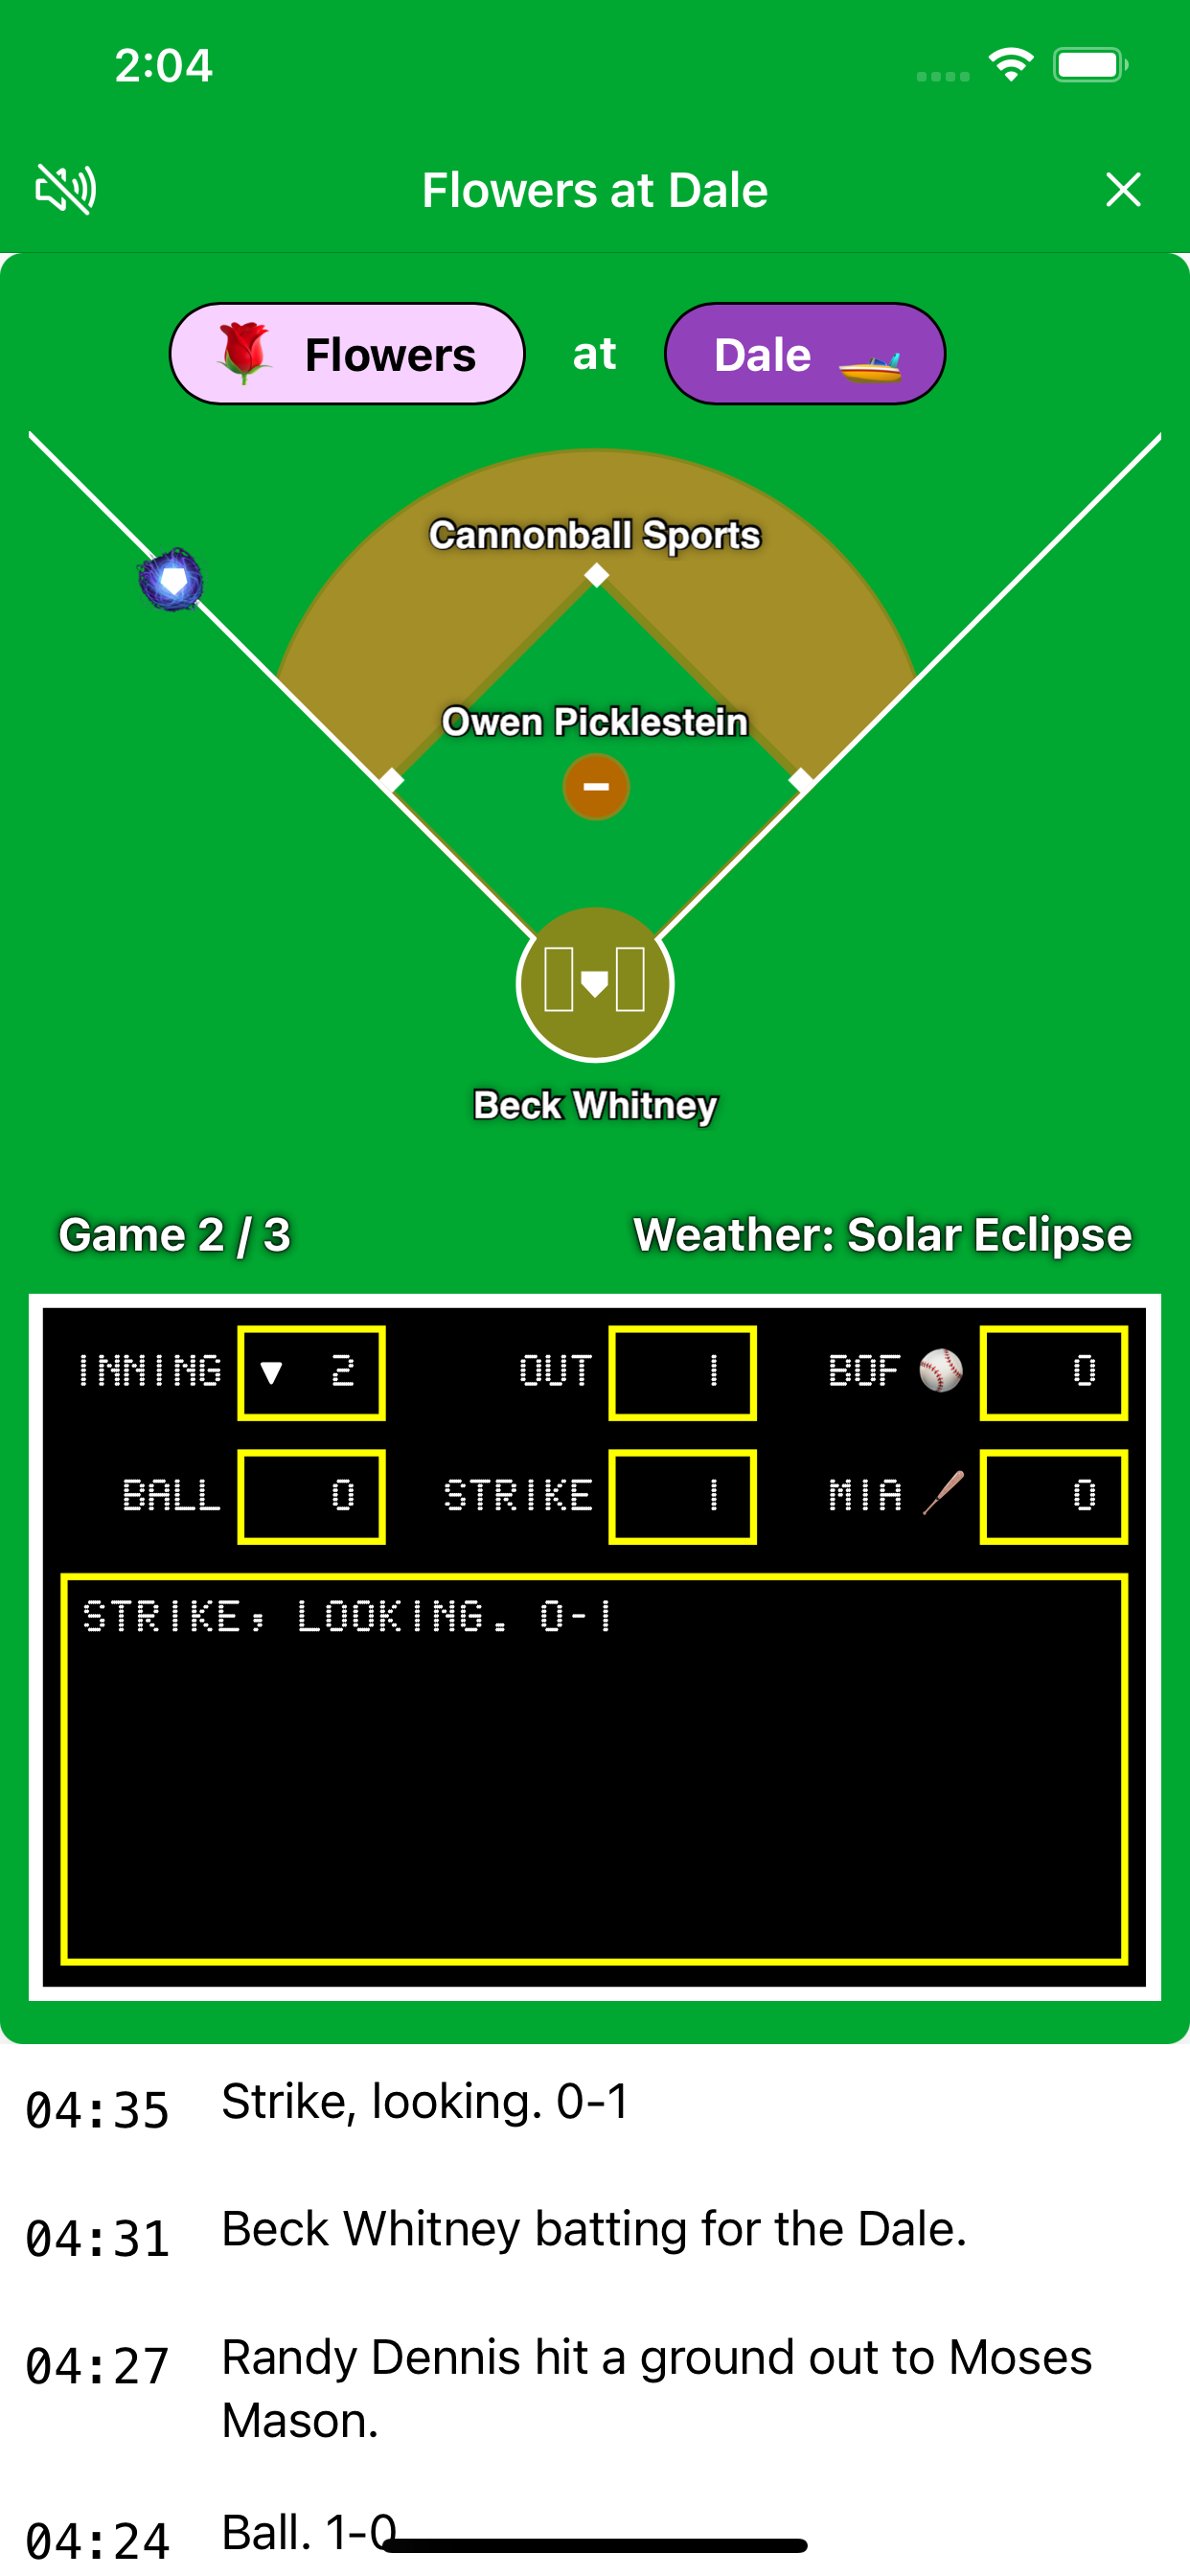 2:04
Flowers at Dale
Flowers at Dale
Cannonball Sports
Owen Picklestein
Beck Whitney
Game 2 / 3 Weather: Solar Eclipse
INNING ▼ 2 OUT 1 BOF 0
BALL 0 STRIKE 1 MIA 0
STRIKE, LOOKING. 0-1
04:35 Strike, looking. 0-1
04:31 Beck Whitney batting for the Dale.
04:27 Randy Dennis hit a ground out to Moses
Mason.
04:24 Ball. 1-0